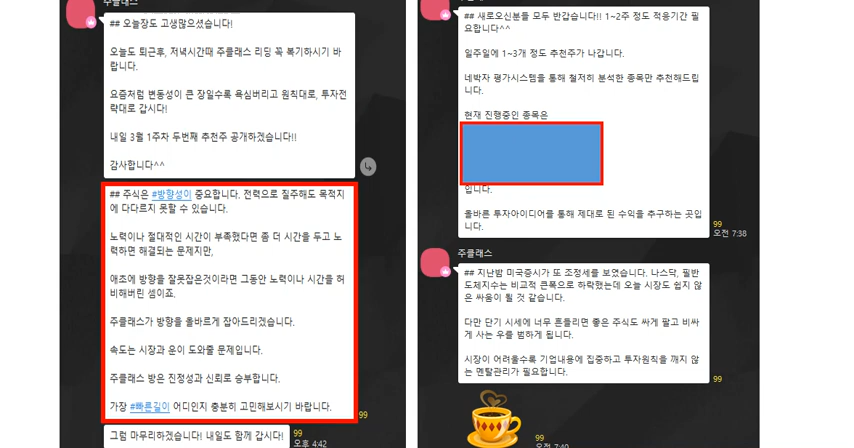 주클래스
## 오늘장도 고생많으셨습니다!
오늘도 퇴근후, 저녁시간때 주클래스 리딩 꼭 복기하시기 바
랍니다.
요즘처럼 변동성이 큰 장일수록 욕심버리고 원칙대로, 투자전
략대로 갑시다!
내일 3월 1주차 두번째 추천주 공개하겠습니다!!
감사합니다^^
## 주식은 #방향성이 중요합니다. 전력으로 질주해도 목적지
에 다다르지 못할 수 있습니다.
노력이나 절대적인 시간이 부족했다면 좀 더 시간을 두고 노
력하면 해결되는 문제지만,
애초에 방향을 잘못잡은것이라면 그동안 노력이나 시간을 허
비해버린 셈이죠.
주클래스가 방향을 올바르게 잡아드리겠습니다.
속도는 시장과 운이 도와줄 문제입니다.
주클래스 방은 진정성과 신뢰로 승부합니다.
가장 #빠른길이 어디인지 충분히 고민해보시기 바랍니다.
99
그럼 마무리하겠습니다! 내일도 함께 갑시다!
99
오후 4:42
## 새로오신분들 모두 반갑습니다!! 1~2주 정도 적응기간 필
요합니다^^
일주일에 1~3개 정도 추천주가 나갑니다.
네박자 평가시스템을 통해 철저히 분석한 종목만 추천해드립
니다.
현재 진행중인 종목은
입니다.
올바른 투자아이디어를 통해 제대로 된 수익을 추구하는 곳입
니다.
99
오전 7:38
주클래스
## 지난밤 미국증시가 또 조정세를 보였습니다. 나스닥, 필반
도체지수는 비교적 큰폭으로 하락했는데 오늘 시장도 쉽지 않
은 싸움이 될 것 같습니다.
다만 단기 시세에 너무 흔들리면 좋은 주식도 싸게 팔고 비싸
게 사는 우를 범하게 됩니다.
시장이 어려울수록 기업내용에 집중하고 투자원칙을 깨지 않
는 멘탈관리가 필요합니다.
99
99
오전 7:40